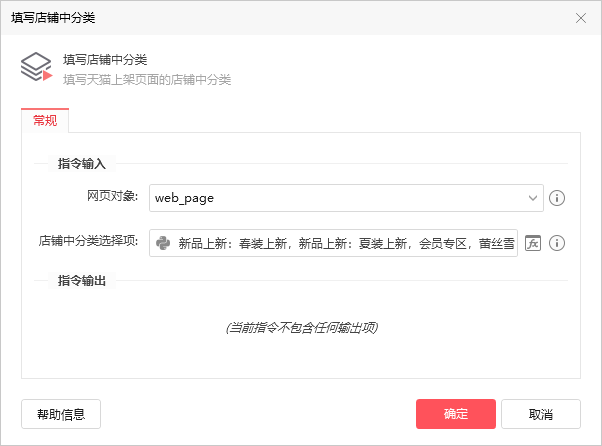 填写店铺中分类
填写店铺中分类
填写天猫上架页面的店铺中分类
常规
指令输入
网页对象: web_page
店铺中分类选择项: 新品上新：春装上新，新品上新：夏装上新，会员专区，蕾丝雪
指令输出
(当前指令不包含任何输出项)
帮助信息 确定 取消